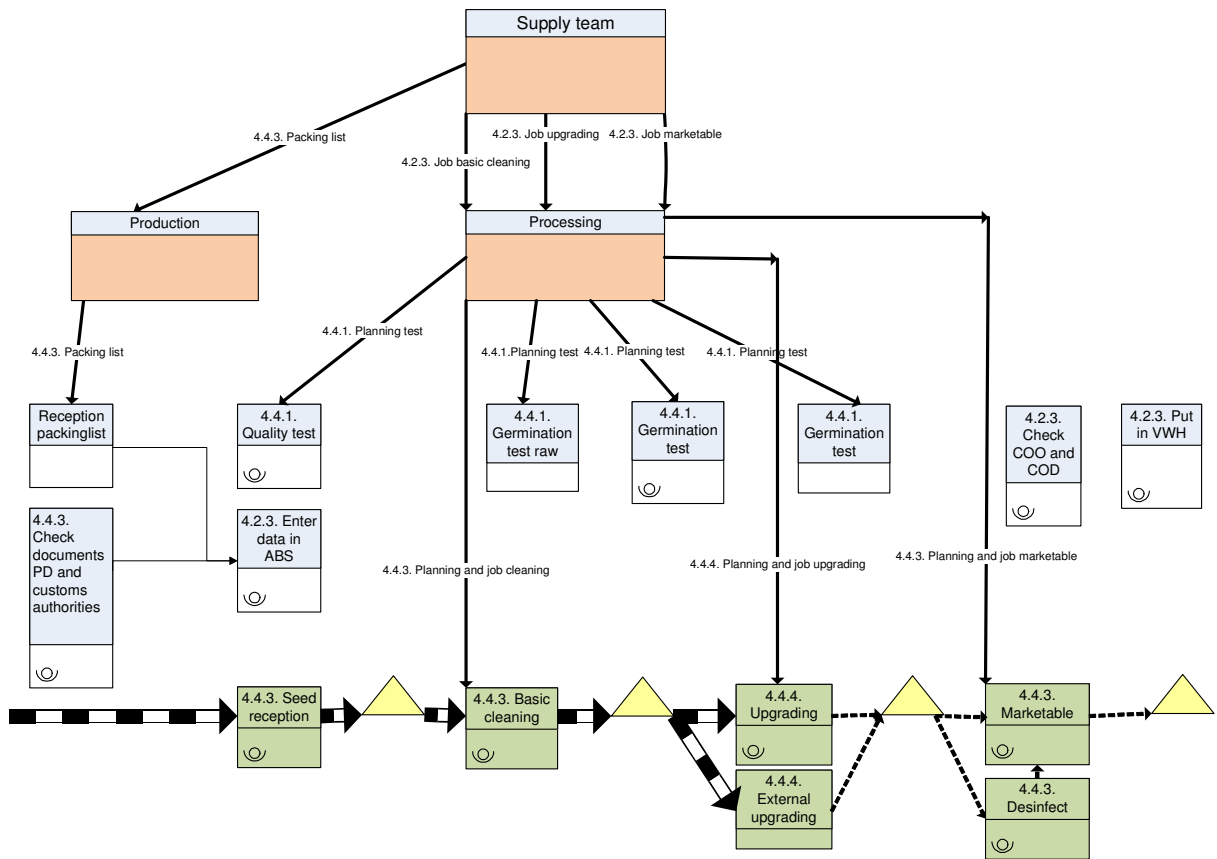 Supply team
4.4.3. Packing list
4.2.3. Job upgrading
4.2.3. Job marketable
4.2.3. Job basic cleaning
Production
Processing
4.4.3. Packing list
4.4.1. Planning test
4.4.1.Planning test
4.4.1. Planning test
4.4.1. Planning test
Reception
packinglist
4.4.1.
Quality test
4.4.1.
Germination
test raw
4.4.1.
Germination
test
4.4.1.
Germination
test
4.2.3.
Check
COO and
COD
4.2.3. Put
in VWH
4.4.3.
Check
documents
PD and
customs
authorities
4.2.3. Enter
data in
ABS
4.4.3. Planning and job cleaning
4.4.4. Planning and job upgrading
4.4.3. Planning and job marketable
4.4.3. Seed
reception
4.4.3. Basic
cleaning
4.4.4.
Upgrading
4.4.3.
Marketable
4.4.4.
External
upgrading
4.4.3.
Desinfect